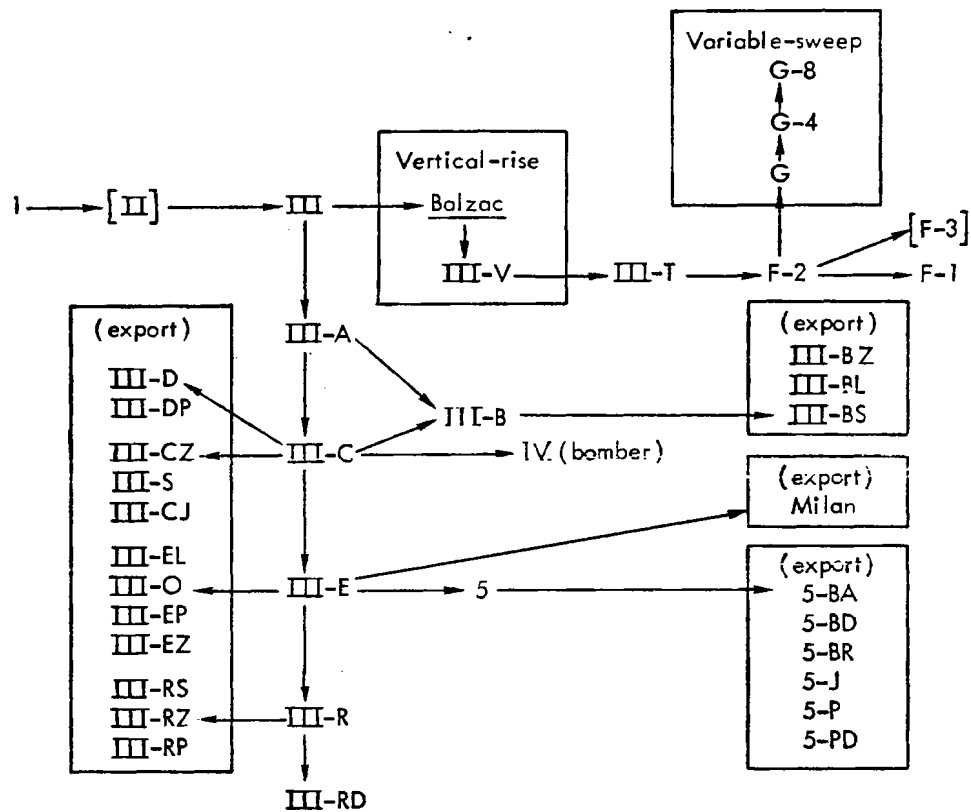 Variable-sweep
G-8
G-4
G
Vertical-rise
I [II] III Balzac
[F-3]
III-V III-T F-2 F-1
(export)
III-A
(export)
III-BZ
III-D
III-BL
III-DP
III-B
III-BS
III-CZ III-C IV (bomber)
III-S
(export)
III-CJ
Milan
III-EL
(export)
III-O III-E 5 5-BA
III-EP
5-BD
III-EZ
5-BR
III-RS
5-J
III-RZ III-R
5-P
III-RP
5-PD
III-RD